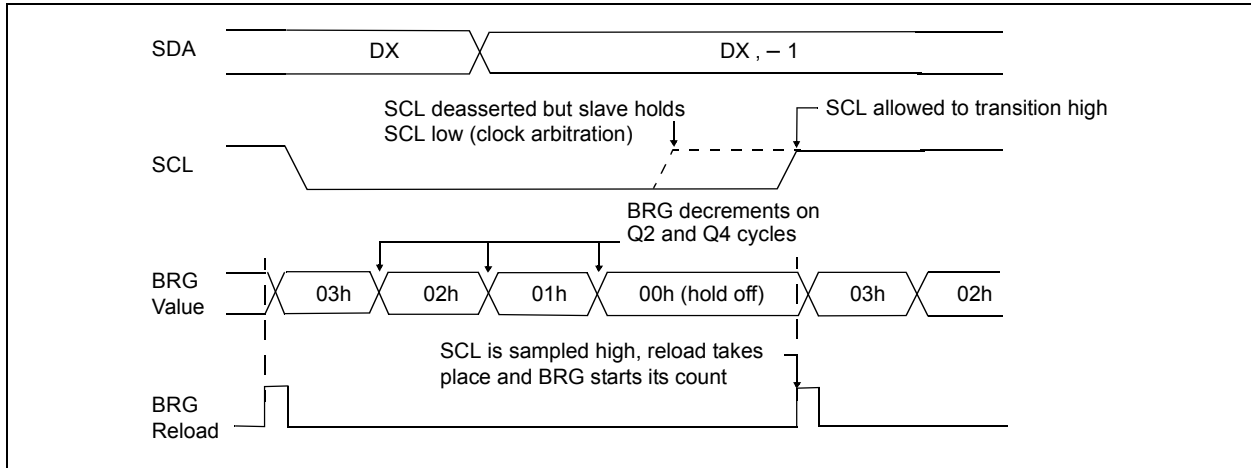 SDA
DX
DX , – 1
SCL deasserted but slave holds
SCL low (clock arbitration)
SCL allowed to transition high
SCL
BRG decrements on
Q2 and Q4 cycles
BRG
Value
03h
02h
01h
00h (hold off)
03h
02h
SCL is sampled high, reload takes
place and BRG starts its count
BRG
Reload